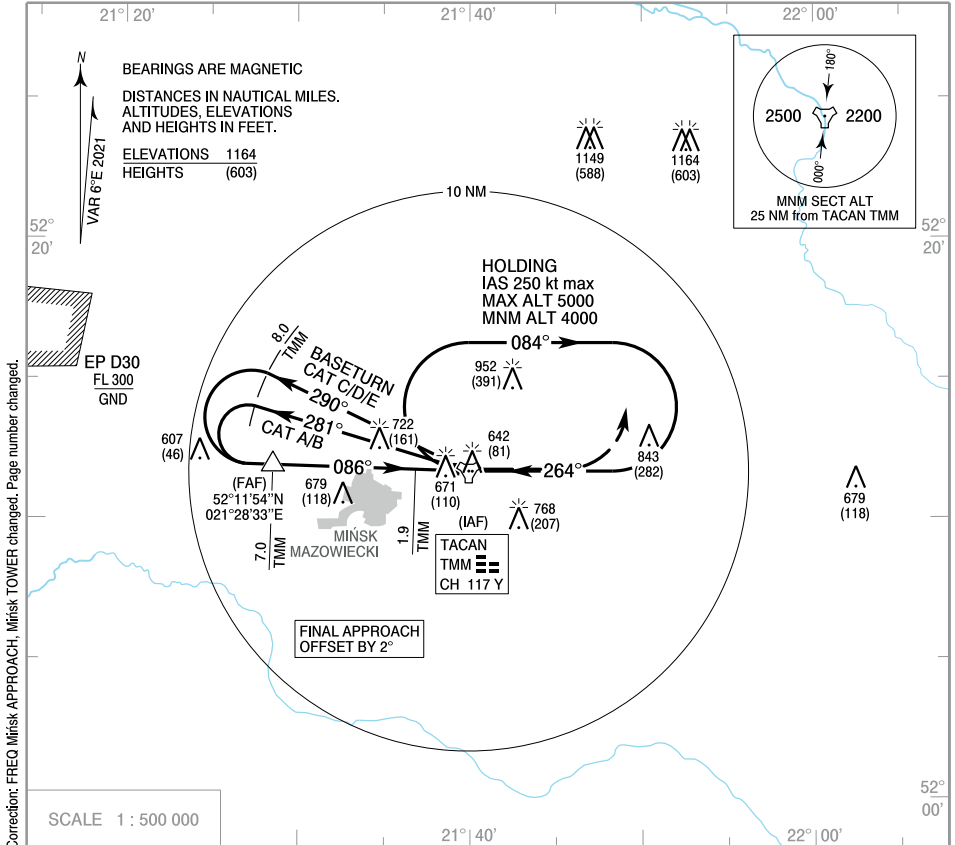 21° 20'
21° 40'
22° 00'
N
VAR 6°E 2021
BEARINGS ARE MAGNETIC
DISTANCES IN NAUTICAL MILES.
ALTITUDES, ELEVATIONS
AND HEIGHTS IN FEET.
ELEVATIONS 1164
HEIGHTS (603)
1149
(588)
1164
(603)
180°
2500
2200
000°
MNM SECT ALT
25 NM from TACAN TMM
10 NM
52°
20'
52°
20'
HOLDING
IAS 250 kt max
MAX ALT 5000
MNM ALT 4000
084°
EP D30
FL 300
GND
8.0
TMM
BASETURN
CAT C/D/E
290°
281°
CAT A/B
952
(391)
722
(161)
642
(81)
607
(46)
843
(282)
086°
264°
(FAF)
52°11'54"N
021°28'33"E
679
(118)
671
(110)
679
(118)
768
(207)
MIŃSK
MAZOWIECKI
7.0
TMM
1.9
TMM
(IAF)
TACAN
TMM
CH 117 Y
FINAL APPROACH
OFFSET BY 2°
Correction: FREQ Mińsk APPROACH, Mińsk TOWER changed. Page number changed.
52°
00'
SCALE 1 : 500 000
21° 40'
22° 00'